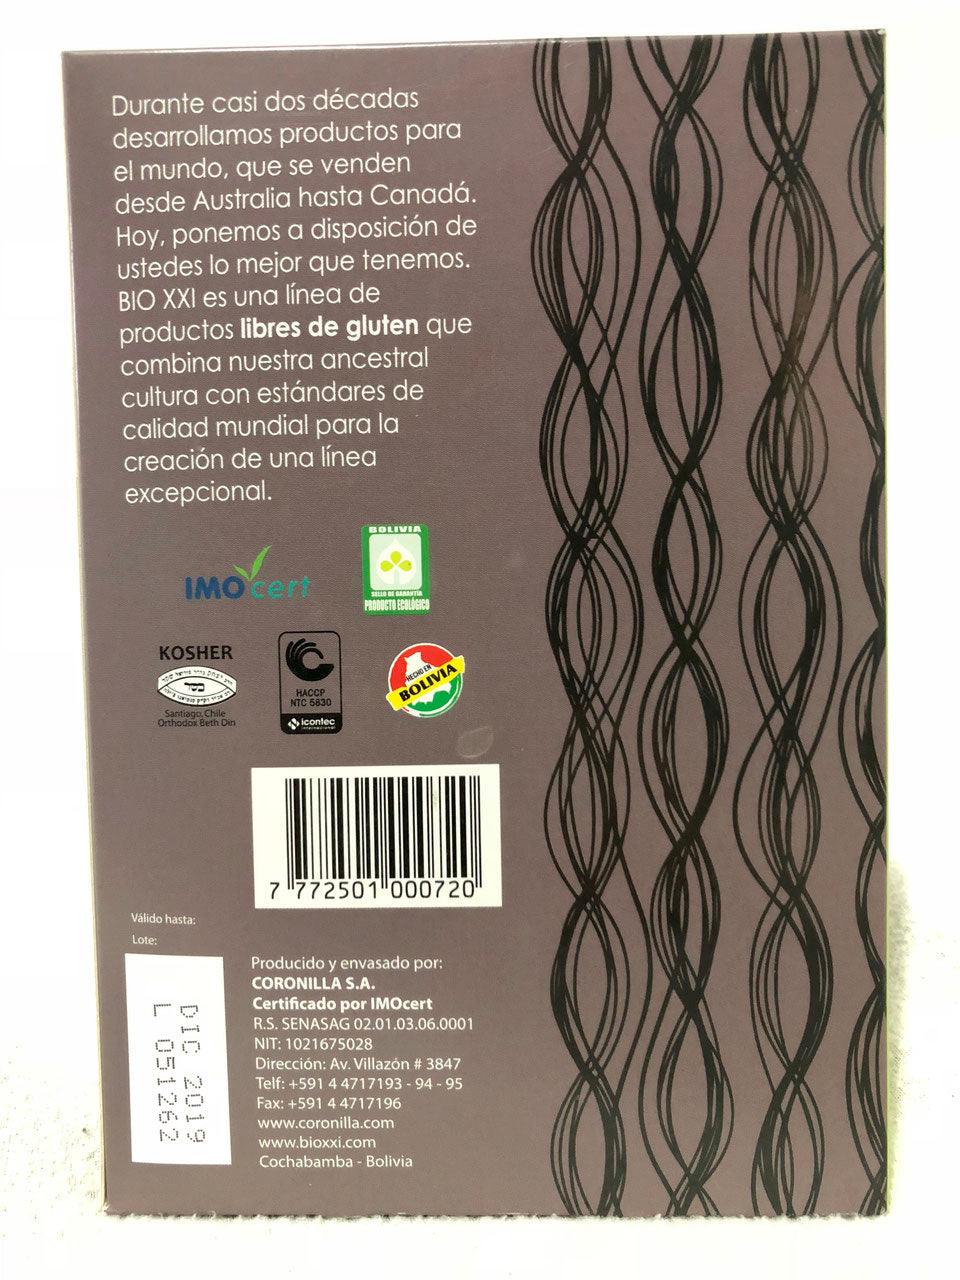 Durante casi dos décadas
desarrollamos productos para
el mundo, que se venden
desde Australia hasta Canadá.
Hoy, ponemos a disposición de
ustedes lo mejor que tenemos.
BIO XXI es una línea de
productos libres de gluten que
combina nuestra ancestral
cultura con estándares de
calidad mundial para la
creación de una línea
excepcional.
IMOcert
BOLIVIA
SELLO DE GARANTÍA
PRODUCTO ECOLÓGICO
KOSHER
כשר
Santiago, Chile
Orthodox Beth Din
HACCP
NTC 5830
icontec
internacional
HECHO EN
BOLIVIA
7 772501 000720
Válido hasta:
Lote:
DIC 2019
L 051262
Producido y envasado por:
CORONILLA S.A.
Certificado por IMOcert
R.S. SENASAG 02.01.03.06.0001
NIT: 1021675028
Dirección: Av. Villazón # 3847
Telf: +591 4 4717193 - 94 - 95
Fax: +591 4 4717196
www.coronilla.com
www.bioxxi.com
Cochabamba - Bolivia